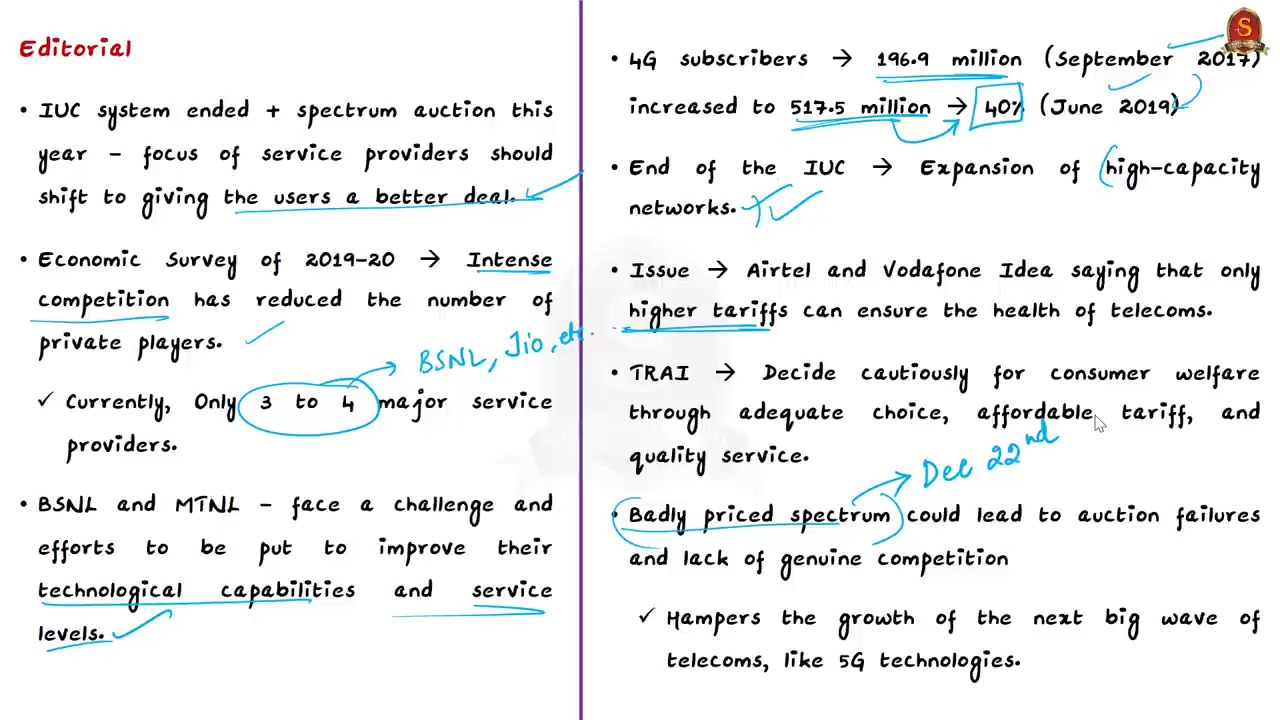 Editorial
• IUC system ended + spectrum auction this
year – focus of service providers should
shift to giving the users a better deal.
• Economic Survey of 2019-20 → Intense
competition has reduced the number of
private players.
BSNL, Jio, etc.
✓ Currently, Only 3 to 4 major service
providers.
• BSNL and MTNL – face a challenge and
efforts to be put to improve their
technological capabilities and service
levels.
S
• 4G subscribers → 196.9 million (September 2017)
increased to 517.5 million → 40% (June 2019)
• End of the IUC → Expansion of high-capacity
networks.
• Issue → Airtel and Vodafone Idea saying that only
higher tariffs can ensure the health of telecoms.
• TRAI → Decide cautiously for consumer welfare
through adequate choice, affordable tariff, and
quality service.
Dec 22nd
• Badly priced spectrum could lead to auction failures
and lack of genuine competition
✓ Hampers the growth of the next big wave of
telecoms, like 5G technologies.